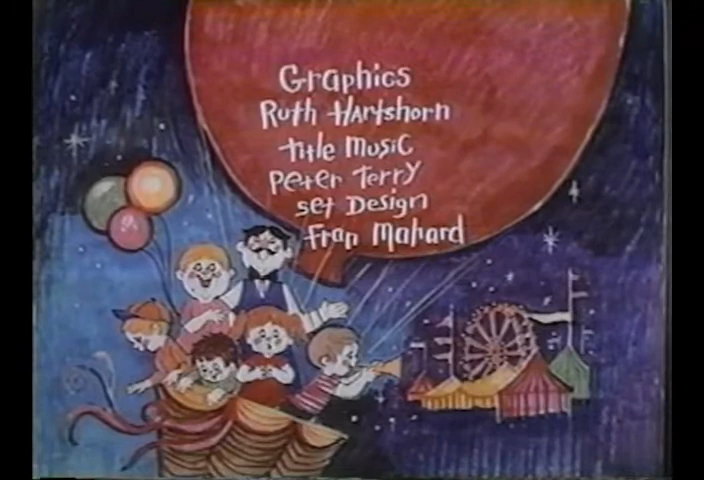 Graphics
Ruth Hartshorn
Title Music
Peter Terry
Set Design
Fran Mahard